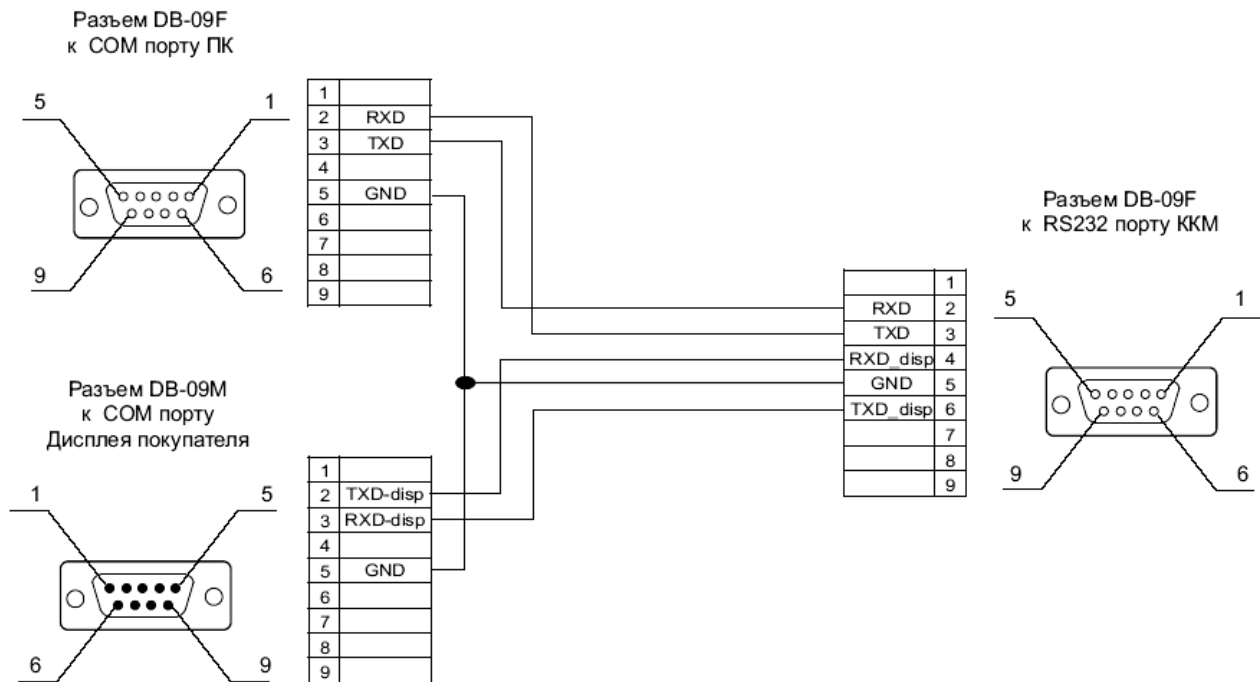 Разъем DB-09F
к COM порту ПК
5
1
9
6
1
2 RXD
3 TXD
4
5 GND
6
7
8
9
Разъем DB-09F
к RS232 порту ККМ
1
RXD 2
TXD 3
RXD_disp 4
GND 5
TXD_disp 6
7
8
9
5
1
9
6
Разъем DB-09M
к COM порту
Дисплея покупателя
1
5
6
9
1
2 TXD-disp
3 RXD-disp
4
5 GND
6
7
8
9